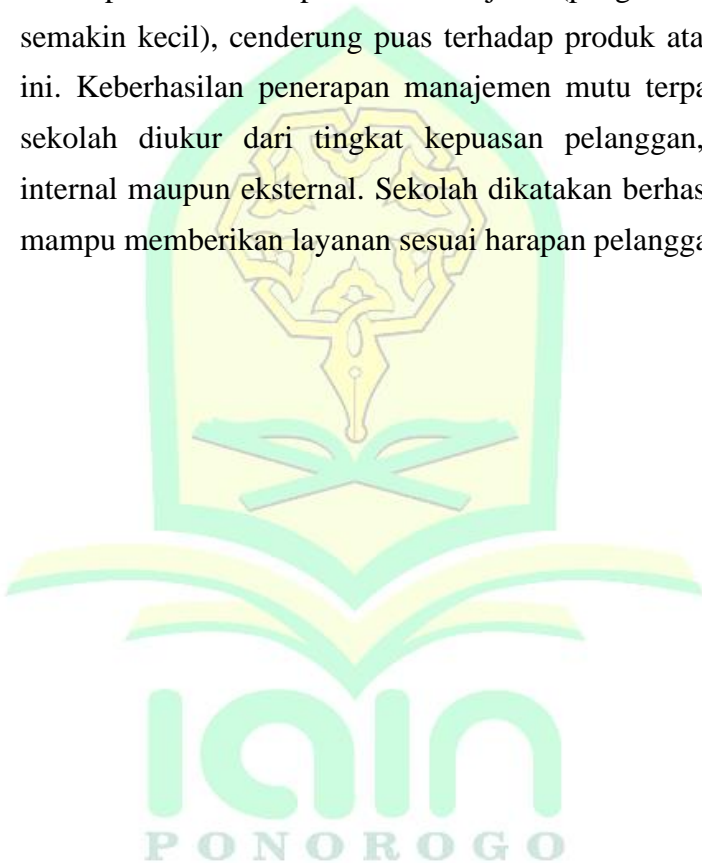 semakin kecil), cenderung puas terhadap produk ata
ini. Keberhasilan penerapan manajemen mutu terpa
sekolah diukur dari tingkat kepuasan pelanggan,
internal maupun eksternal. Sekolah dikatakan berhas
mampu memberikan layanan sesuai harapan pelangga
iain
PONOROGO